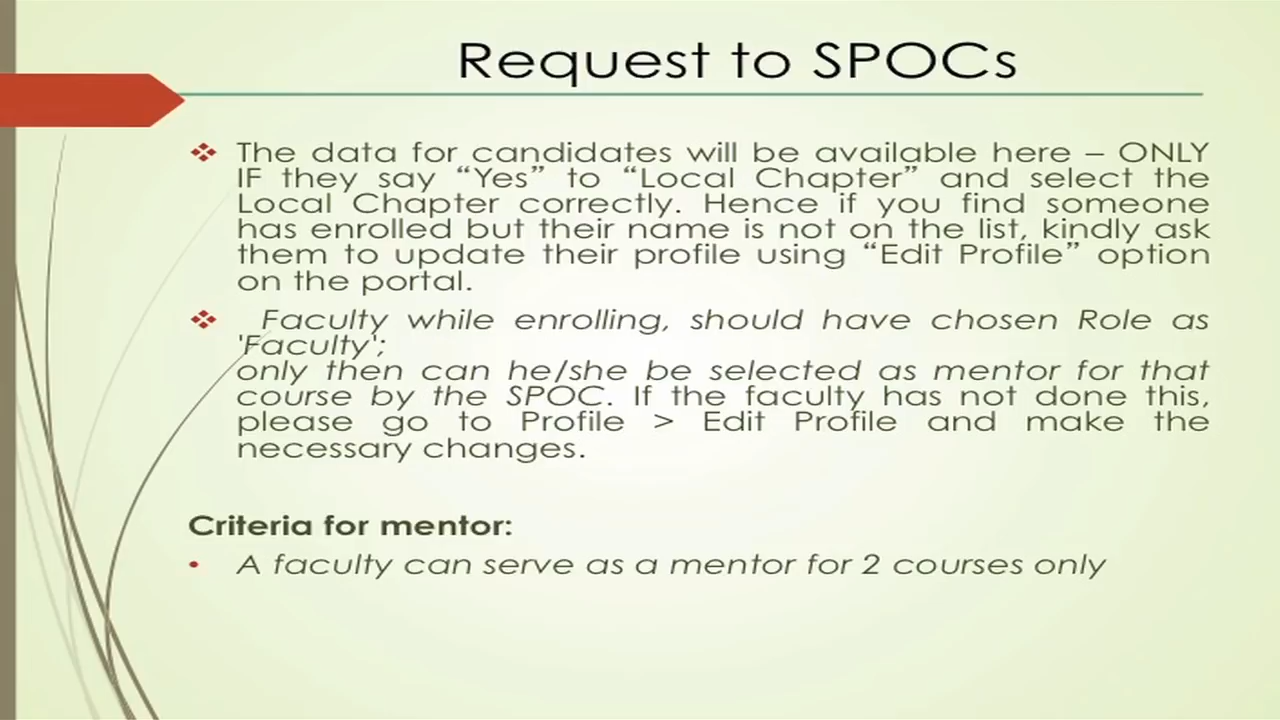 Request to SPOCs
The data for candidates will be available here – ONLY
IF they say “Yes” to “Local Chapter” and select the
Local Chapter correctly. Hence if you find someone
has enrolled but their name is not on the list, kindly ask
them to update their profile using “Edit Profile” option
on the portal.
Faculty while enrolling, should have chosen Role as
'Faculty';
only then can he/she be selected as mentor for that
course by the SPOC. If the faculty has not done this,
please go to Profile > Edit Profile and make the
necessary changes.
Criteria for mentor:
• A faculty can serve as a mentor for 2 courses only